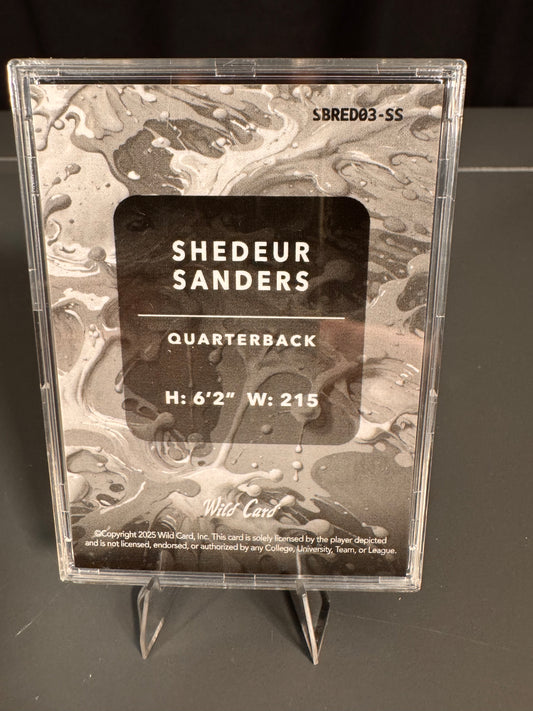 SBRED03-SS
SHEDEUR
SANDERS
QUARTERBACK
H: 6'2" W: 215
Wild Card
©Copyright 2025 Wild Card, Inc. This card is solely licensed by the player depicted
and is not licensed, endorsed, or authorized by any College, University, Team, or League.